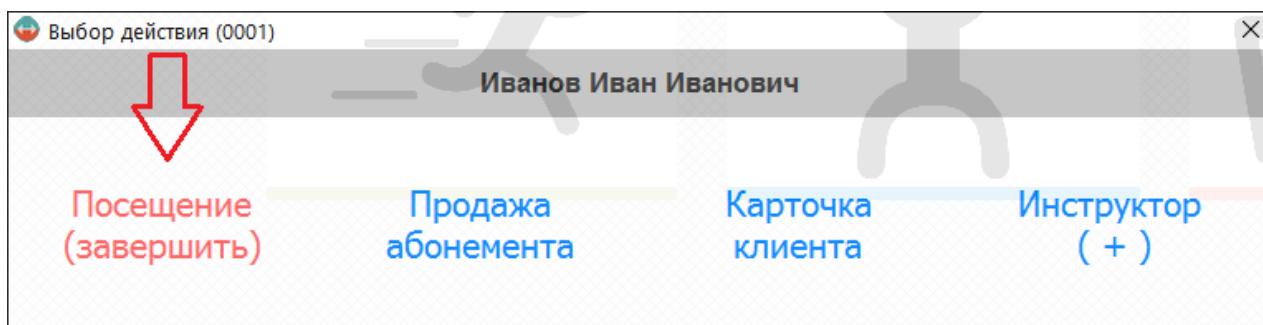 Выбор действия (0001)
Иванов Иван Иванович
Посещение
(завершить)
Продажа
абонемента
Карточка
клиента
Инструктор
( + )